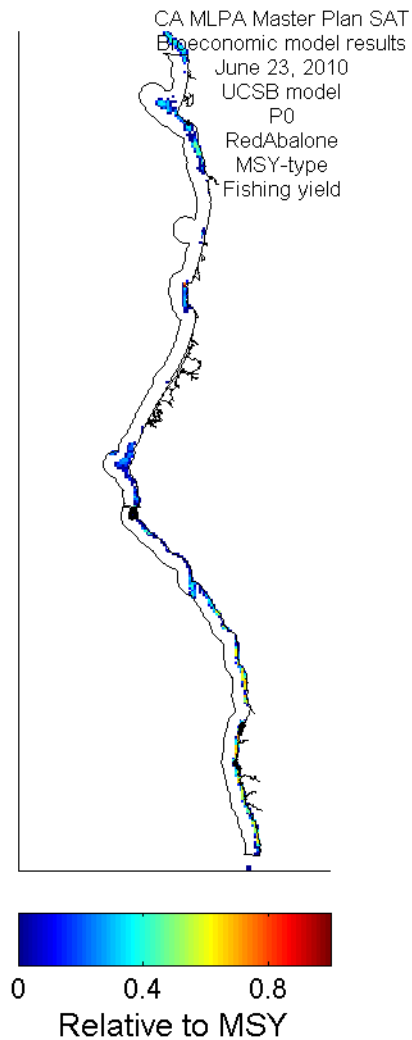 CA MLPA Master Plan SAT
Bioeconomic model results
June 23, 2010
UCSB model
P0
RedAbalone
MSY-type
Fishing yield
0 0.4 0.8
Relative to MSY